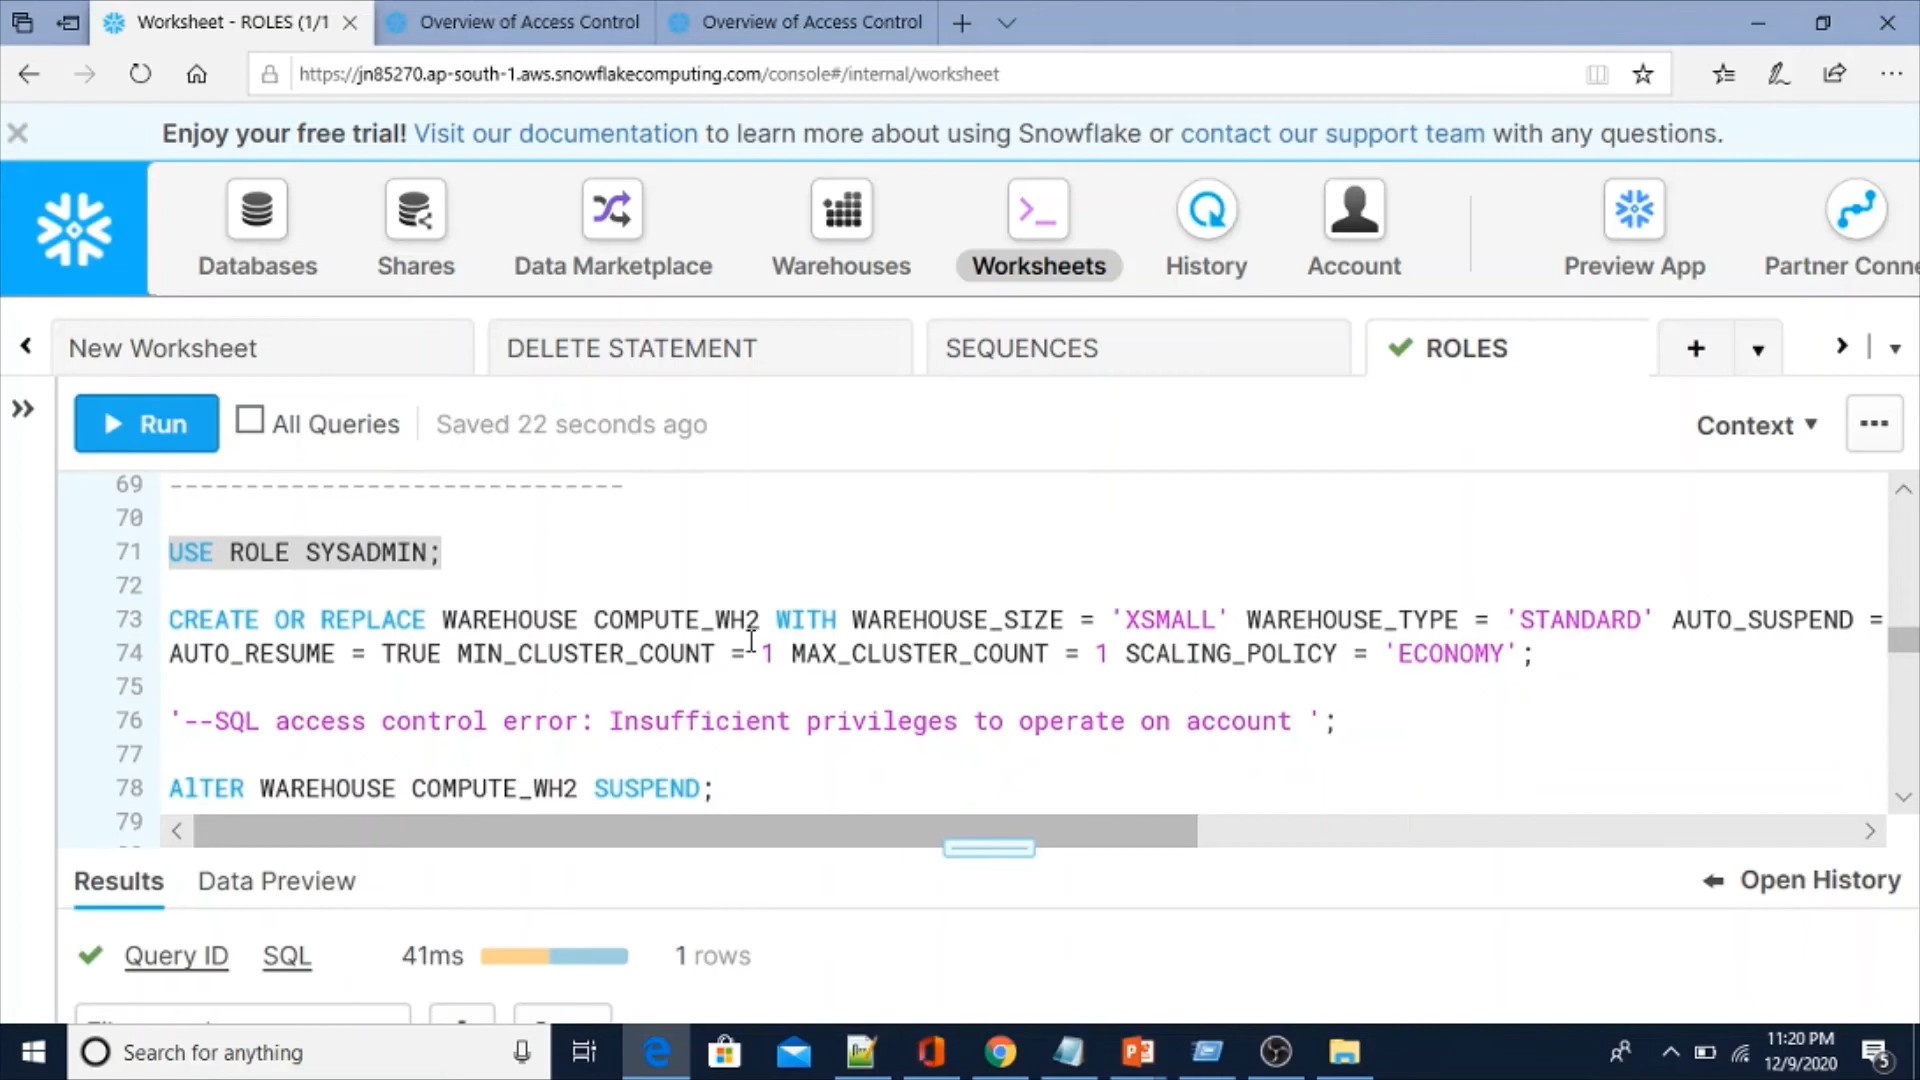 Worksheet - ROLES (1/1
Overview of Access Control
Overview of Access Control
https://jn85270.ap-south-1.aws.snowflakecomputing.com/console#/internal/worksheet
Enjoy your free trial! Visit our documentation to learn more about using Snowflake or contact our support team with any questions.
Databases
Shares
Data Marketplace
Warehouses
Worksheets
History
Account
Preview App
Partner Conne
New Worksheet
DELETE STATEMENT
SEQUENCES
ROLES
Run
All Queries
Saved 22 seconds ago
Context
69 ------------------------------
70
71 USE ROLE SYSADMIN;
72
73 CREATE OR REPLACE WAREHOUSE COMPUTE_WH2 WITH WAREHOUSE_SIZE = 'XSMALL' WAREHOUSE_TYPE = 'STANDARD' AUTO_SUSPEND =
74 AUTO_RESUME = TRUE MIN_CLUSTER_COUNT = 1 MAX_CLUSTER_COUNT = 1 SCALING_POLICY = 'ECONOMY';
75
76 '--SQL access control error: Insufficient privileges to operate on account ';
77
78 AlTER WAREHOUSE COMPUTE_WH2 SUSPEND;
79
Results
Data Preview
Open History
Query ID
SQL
41ms
1 rows
Search for anything
11:20 PM
12/9/2020
5